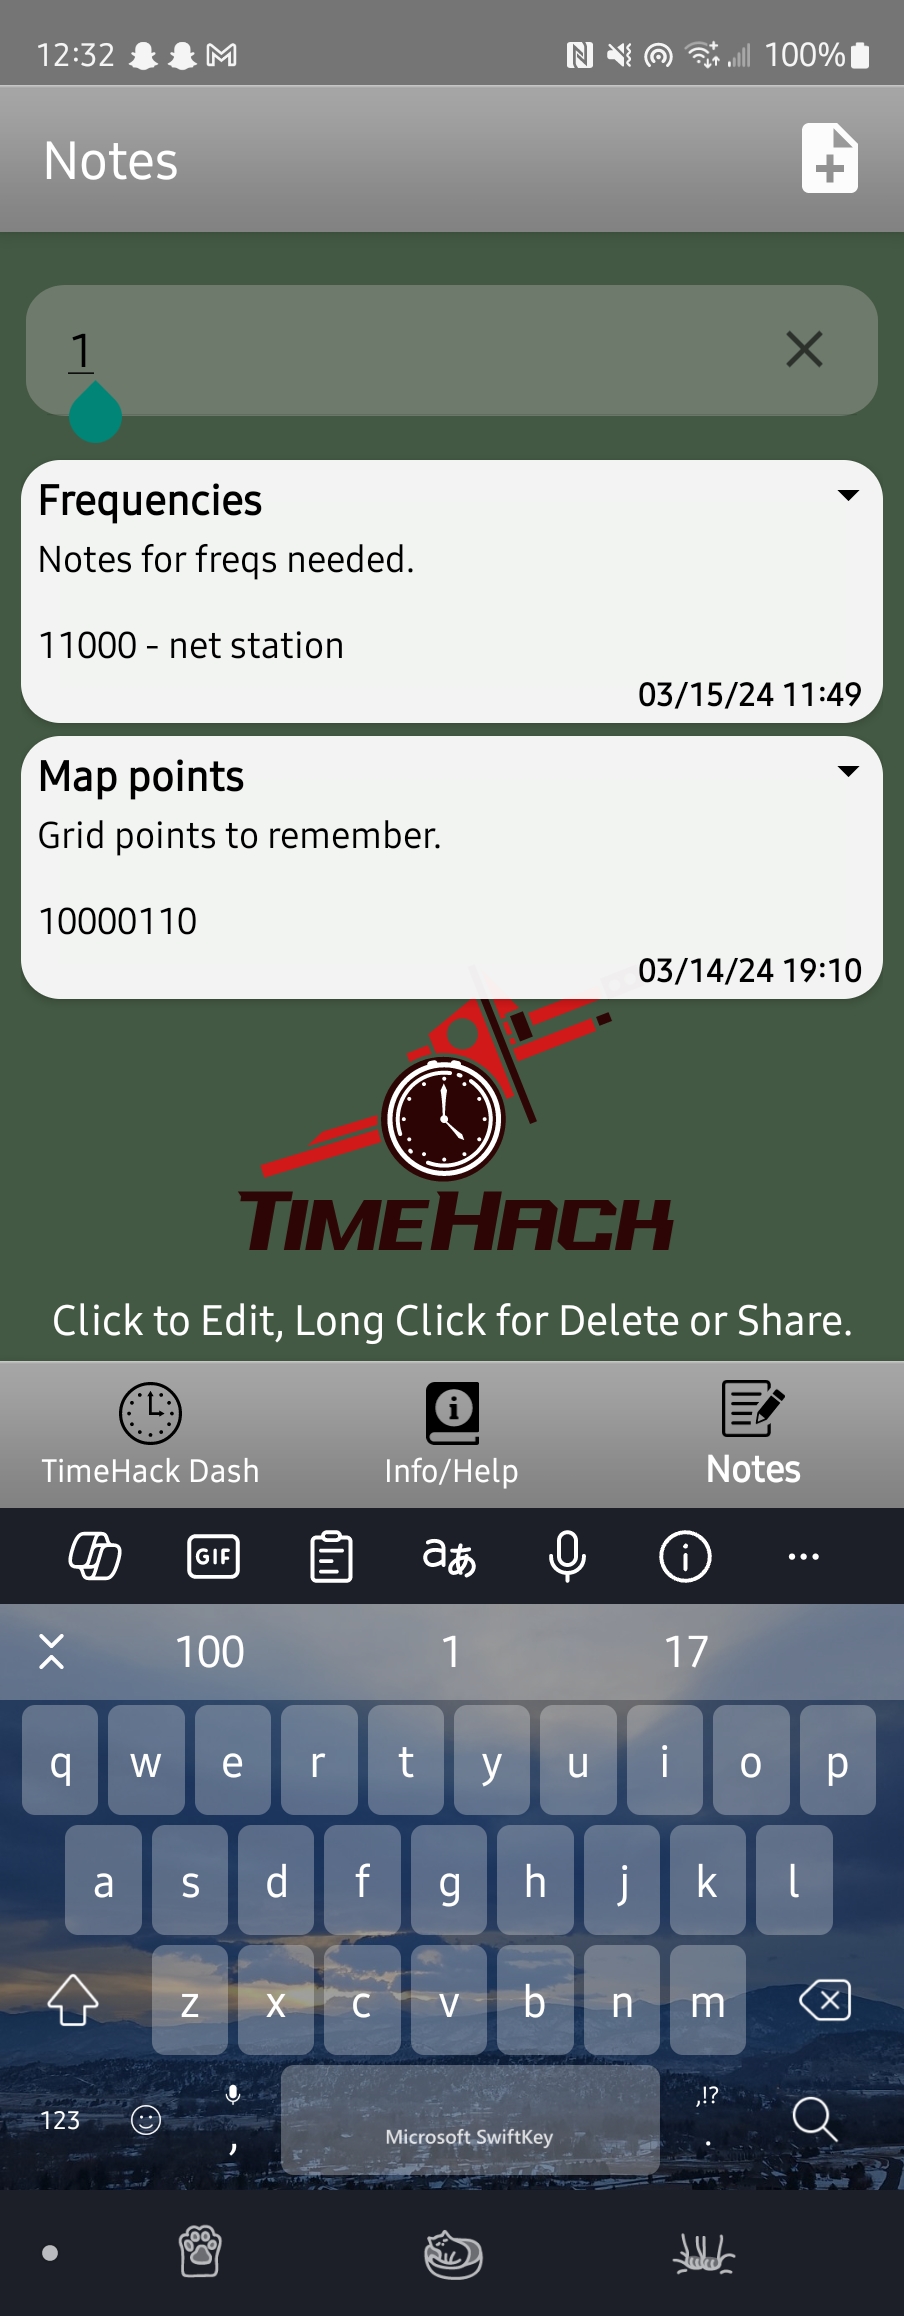 12:32 100%
Notes
1
Frequencies
Notes for freqs needed.
11000 - net station
03/15/24 11:49
Map points
Grid points to remember.
10000110
03/14/24 19:10
TIMEHACK
Click to Edit, Long Click for Delete or Share.
TimeHack Dash Info/Help Notes
GIF aあ
100 1 17
q w e r t y u i o p
a s d f g h j k l
z x c v b n m
123 , Microsoft SwiftKey ,!? .